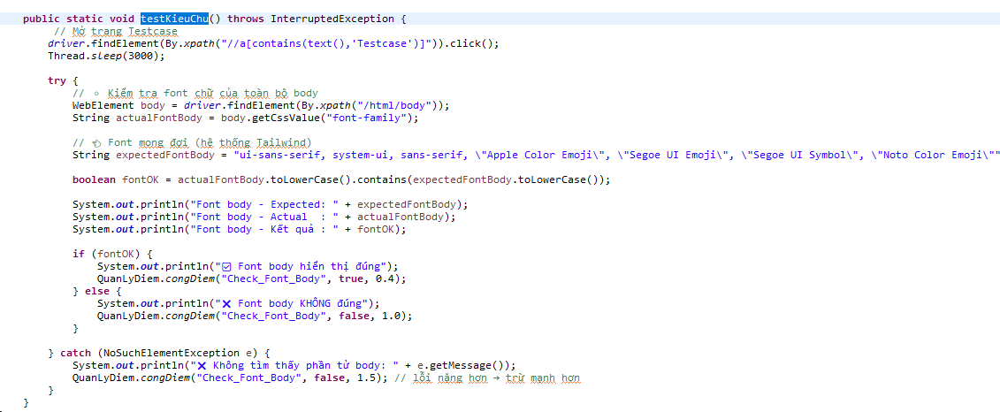 public static void testKieuChu() throws InterruptedException {
// Mở trang Testcase
driver.findElement(By.xpath("//a[contains(text(),'Testcase')]")).click();
Thread.sleep(3000);
try {
// 🔹 Kiểm tra font chữ của toàn bộ body
WebElement body = driver.findElement(By.xpath("/html/body"));
String actualFontBody = body.getCssValue("font-family");
// 👈 Font mong đợi (hệ thống Tailwind)
String expectedFontBody = "ui-sans-serif, system-ui, sans-serif, \"Apple Color Emoji\", \"Segoe UI Emoji\", \"Segoe UI Symbol\", \"Noto Color Emoji\""
boolean fontOK = actualFontBody.toLowerCase().contains(expectedFontBody.toLowerCase());
System.out.println("Font body - Expected: " + expectedFontBody);
System.out.println("Font body - Actual  : " + actualFontBody);
System.out.println("Font body - Kết quả : " + fontOK);
if (fontOK) {
System.out.println("☑ Font body hiển thị đúng");
QuanLyDiem.congDiem("Check_Font_Body", true, 0.4);
} else {
System.out.println("❌ Font body KHÔNG đúng");
QuanLyDiem.congDiem("Check_Font_Body", false, 1.0);
}
} catch (NoSuchElementException e) {
System.out.println("❌ Không tìm thấy phần tử body: " + e.getMessage());
QuanLyDiem.congDiem("Check_Font_Body", false, 1.5); // lỗi nặng hơn → trừ mạnh hơn
}
}